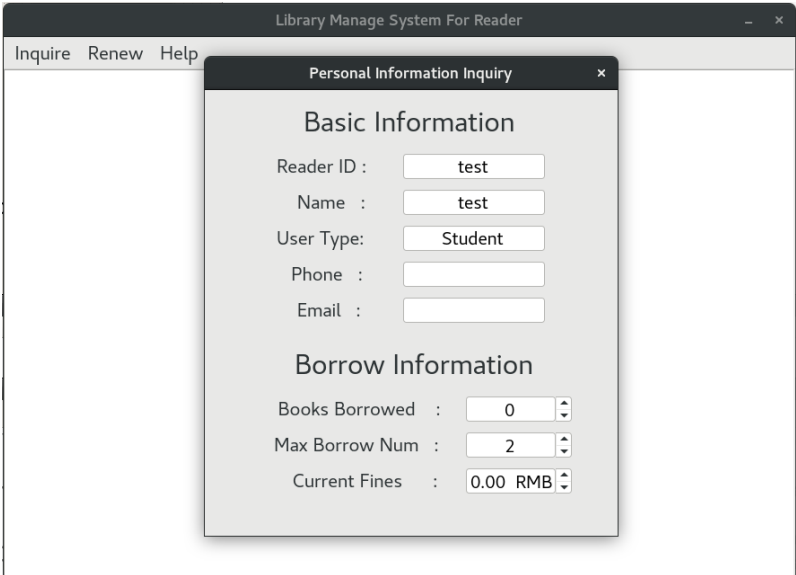 Library Manage System For Reader
Inquire Renew Help
Personal Information Inquiry
Basic Information
Reader ID : test
Name : test
User Type: Student
Phone :
Email :
Borrow Information
Books Borrowed : 0
Max Borrow Num : 2
Current Fines : 0.00 RMB